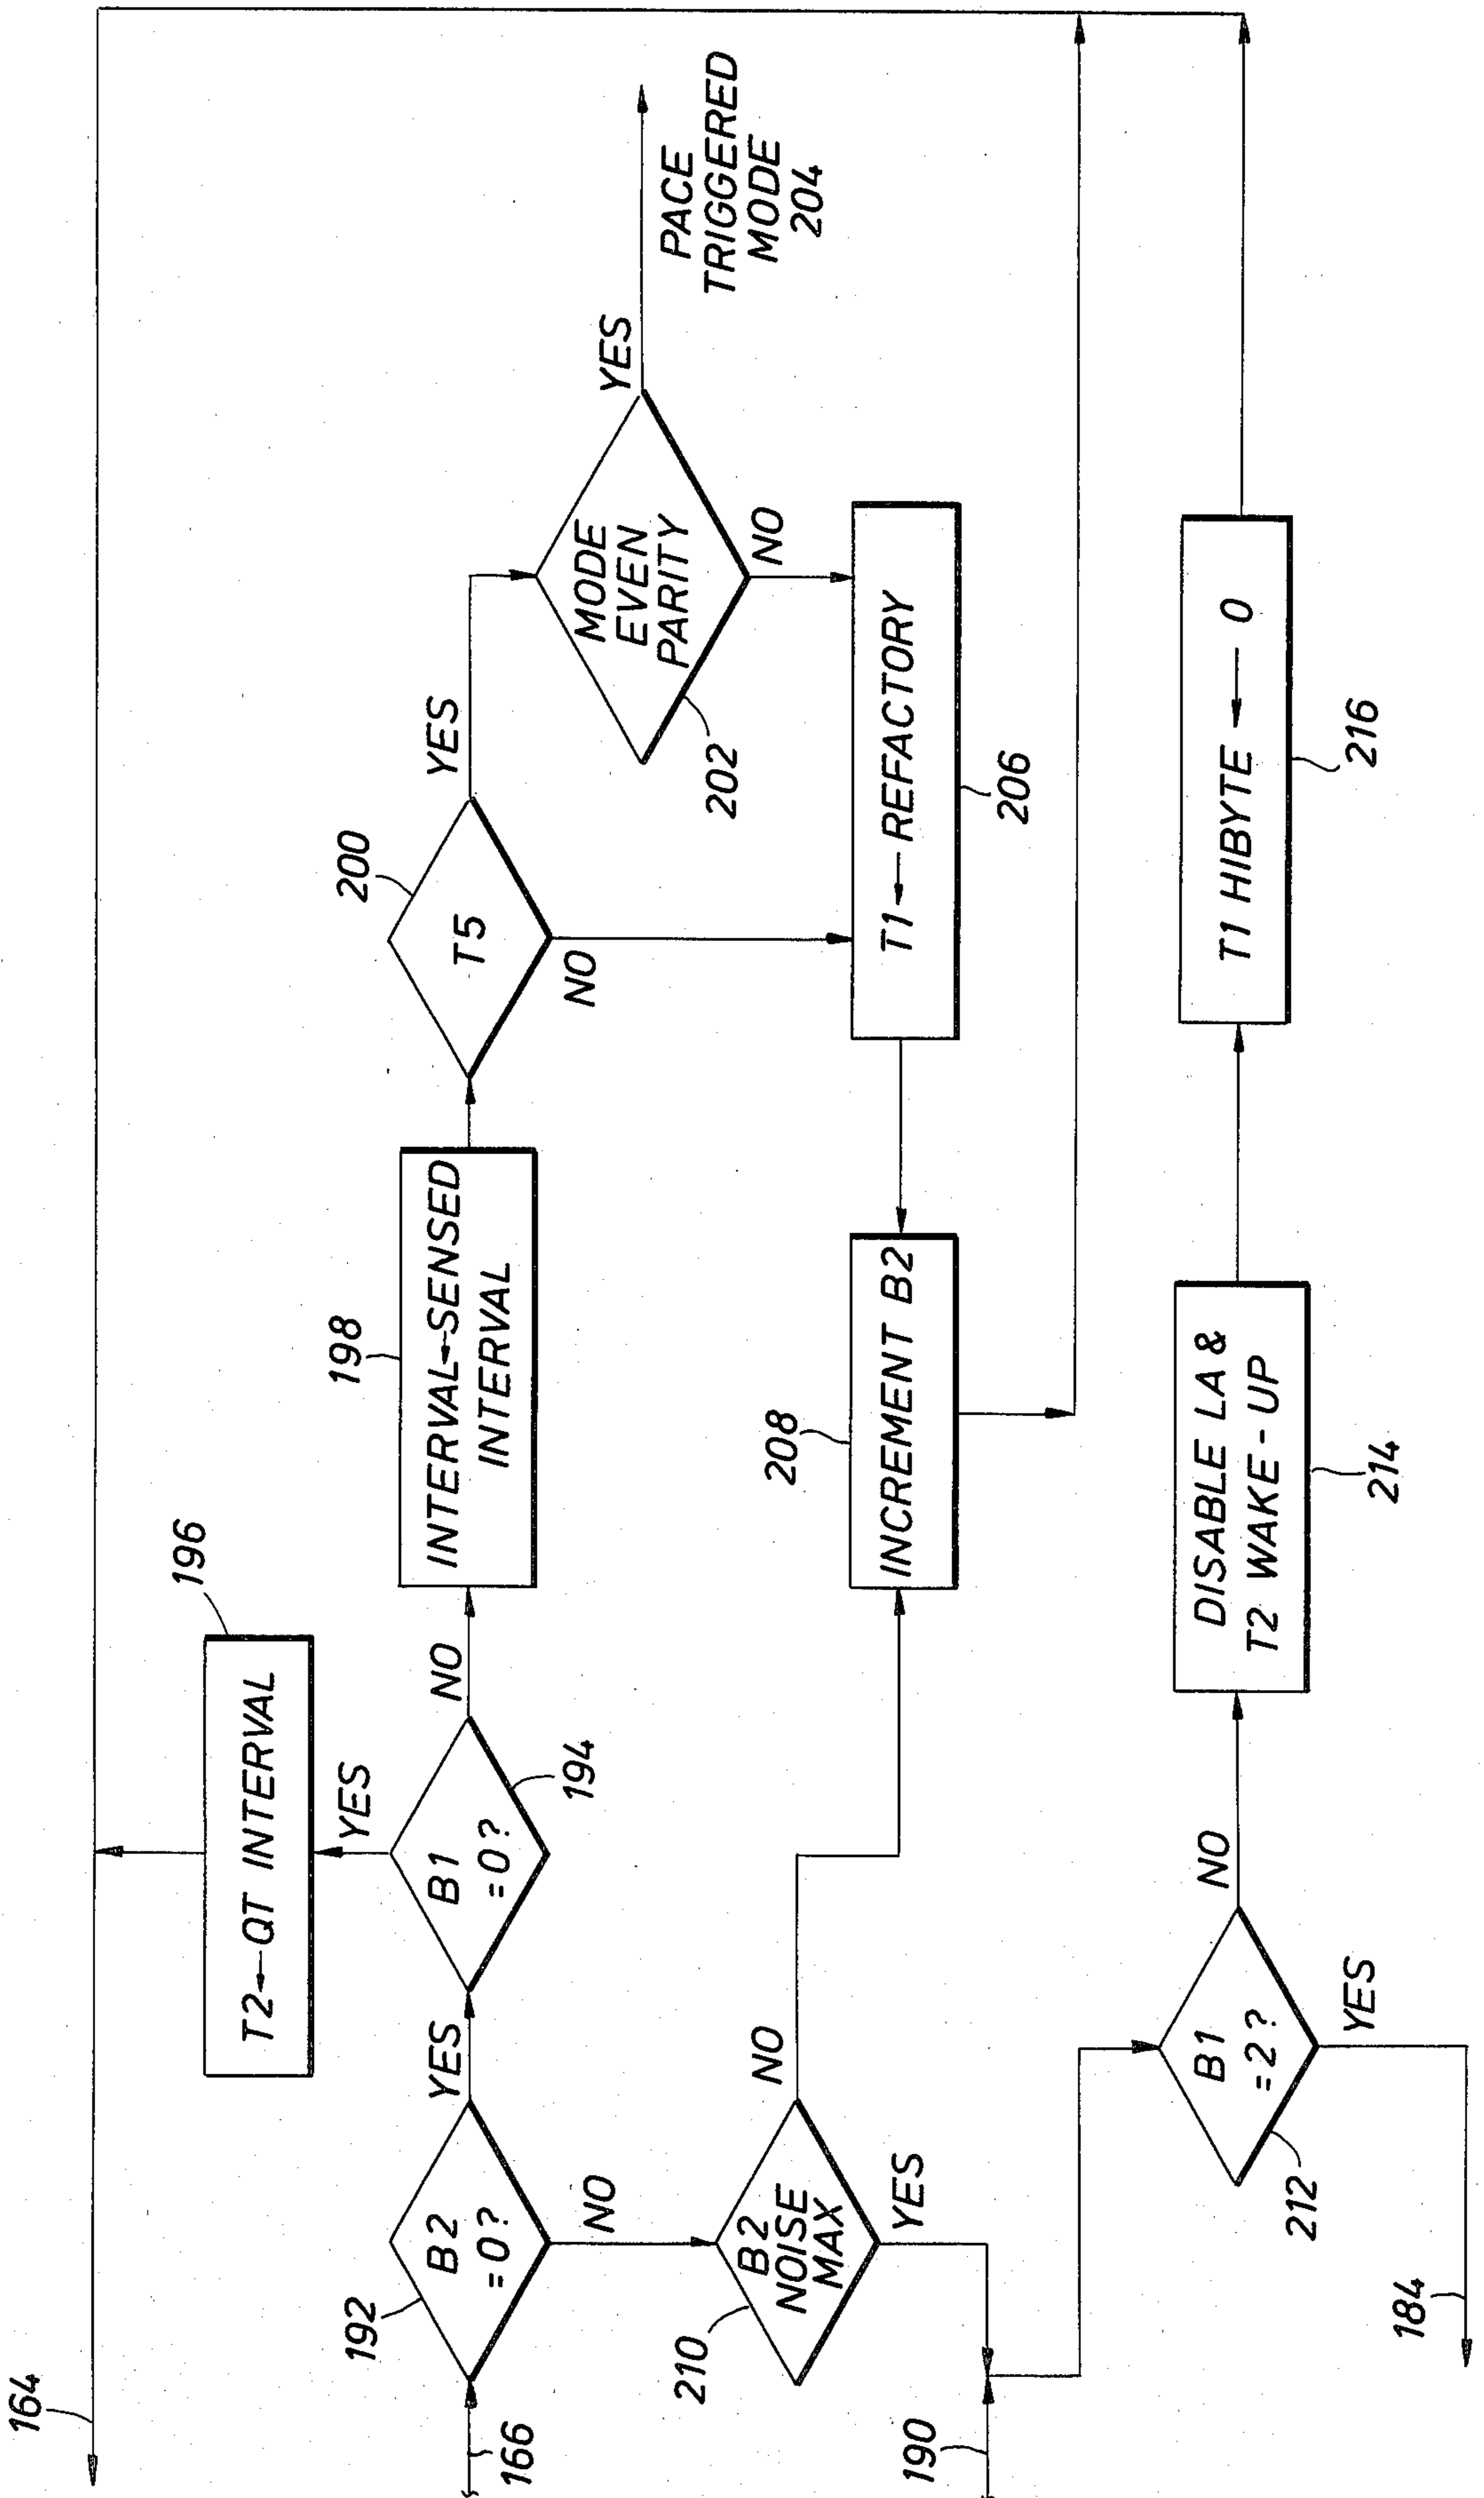 164
196
T2←QT INTERVAL
YES
192
B2
=0?
YES
B1
=0?
194
NO
198
INTERVAL←SENSED
INTERVAL
200
T5
YES
NO
MODE
EVEN
PARITY
202
YES
NO
PACE
TRIGGERED
MODE
204
166
NO
210
B2
NOISE
MAX
NO
YES
208
INCREMENT B2
T1←REFACTORY
206
190
B1
=2?
212
NO
YES
DISABLE LA &
T2 WAKE-UP
214
T1 HIBYTE ← 0
216
184